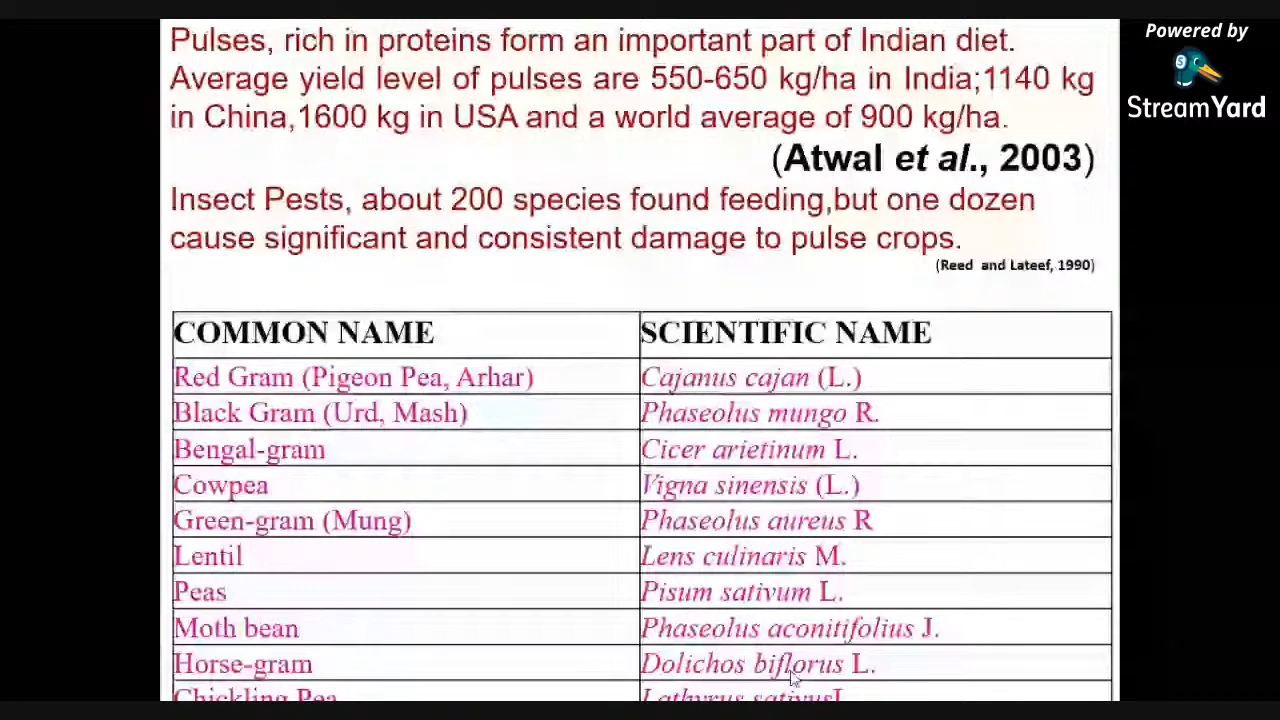 Powered by
StreamYard
Pulses, rich in proteins form an important part of Indian diet.
Average yield level of pulses are 550-650 kg/ha in India;1140 kg
in China,1600 kg in USA and a world average of 900 kg/ha.
(Atwal et al., 2003)
Insect Pests, about 200 species found feeding,but one dozen
cause significant and consistent damage to pulse crops.
(Reed and Lateef, 1990)
COMMON NAME SCIENTIFIC NAME
Red Gram (Pigeon Pea, Arhar) Cajanus cajan (L.)
Black Gram (Urd, Mash) Phaseolus mungo R.
Bengal-gram Cicer arietinum L.
Cowpea Vigna sinensis (L.)
Green-gram (Mung) Phaseolus aureus R
Lentil Lens culinaris M.
Peas Pisum sativum L.
Moth bean Phaseolus aconitifolius J.
Horse-gram Dolichos biflorus L.
Chickling Pea Lathyrus sativusL